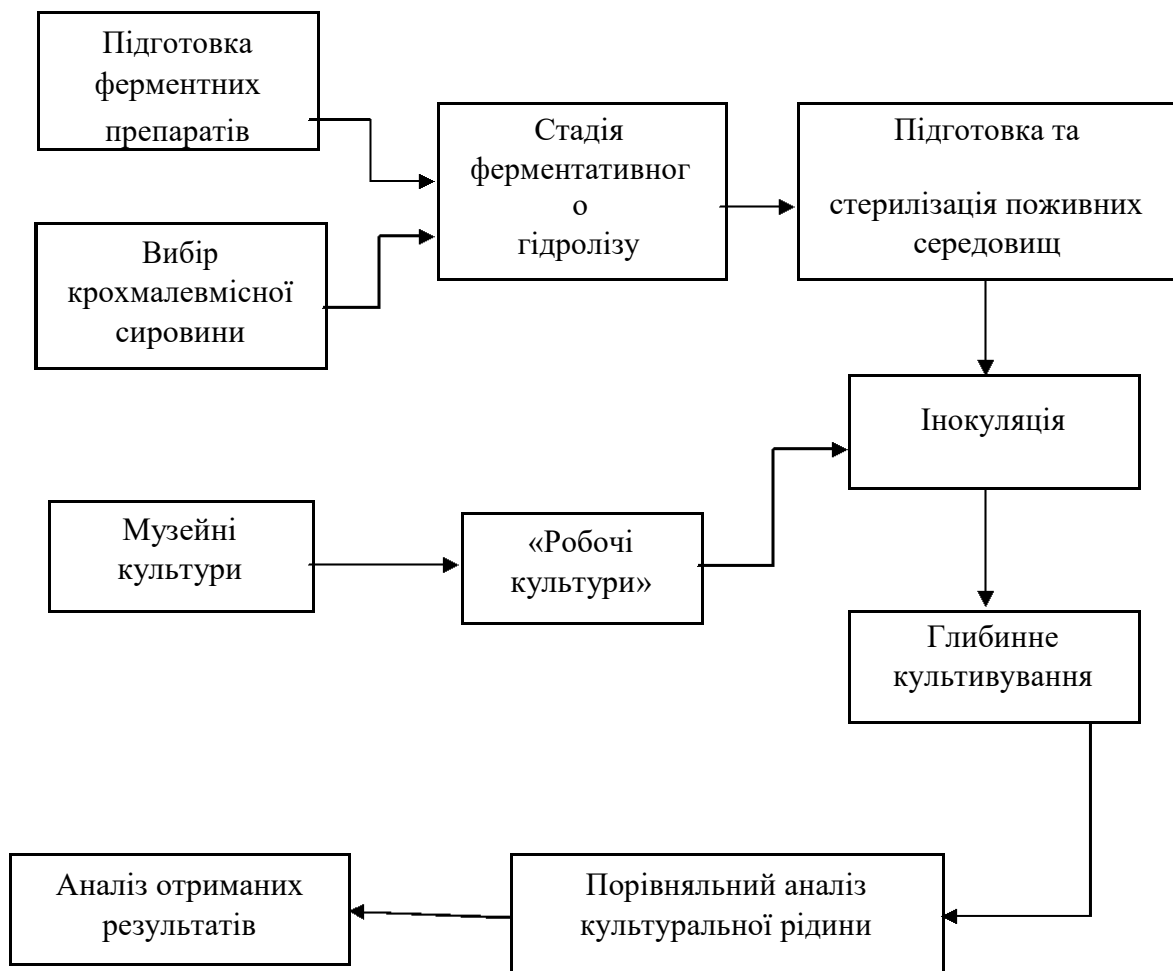 Підготовка
ферментних
препаратів
Стадія
ферментативног
о
гідролізу
Підготовка та
стерилізація поживних
середовищ
Вибір
крохмалевмісної
сировини
Інокуляція
Музейні
культури
«Робочі
культури»
Глибинне
культивування
Аналіз отриманих
результатів
Порівняльний аналіз
культуральної рідини